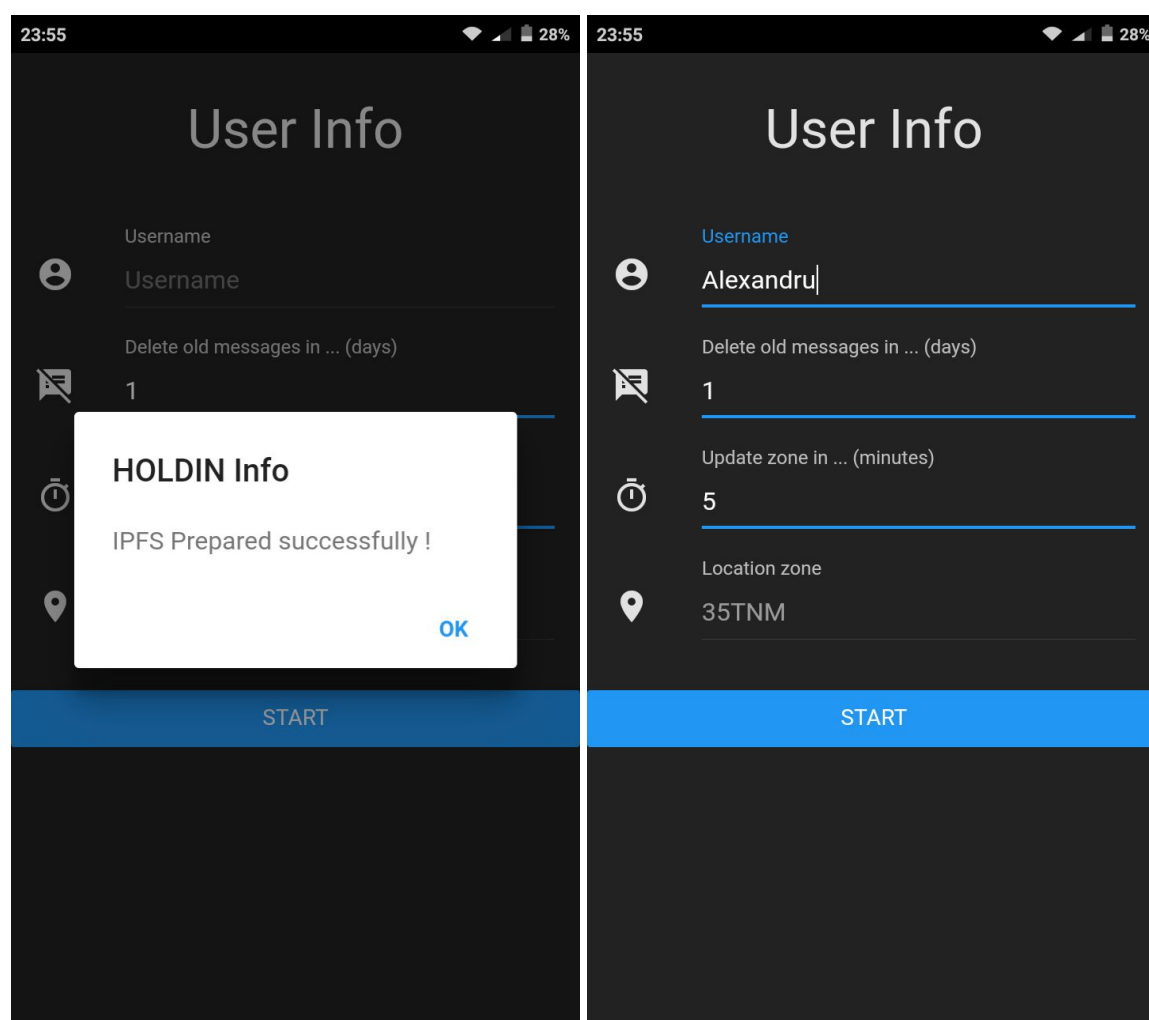 23:55
28%
User Info
Username
Username
Delete old messages in ... (days)
1
HOLDIN Info
IPFS Prepared successfully !
OK
START
23:55
28%
User Info
Username
Alexandru
Delete old messages in ... (days)
1
Update zone in ... (minutes)
5
Location zone
35TNM
START